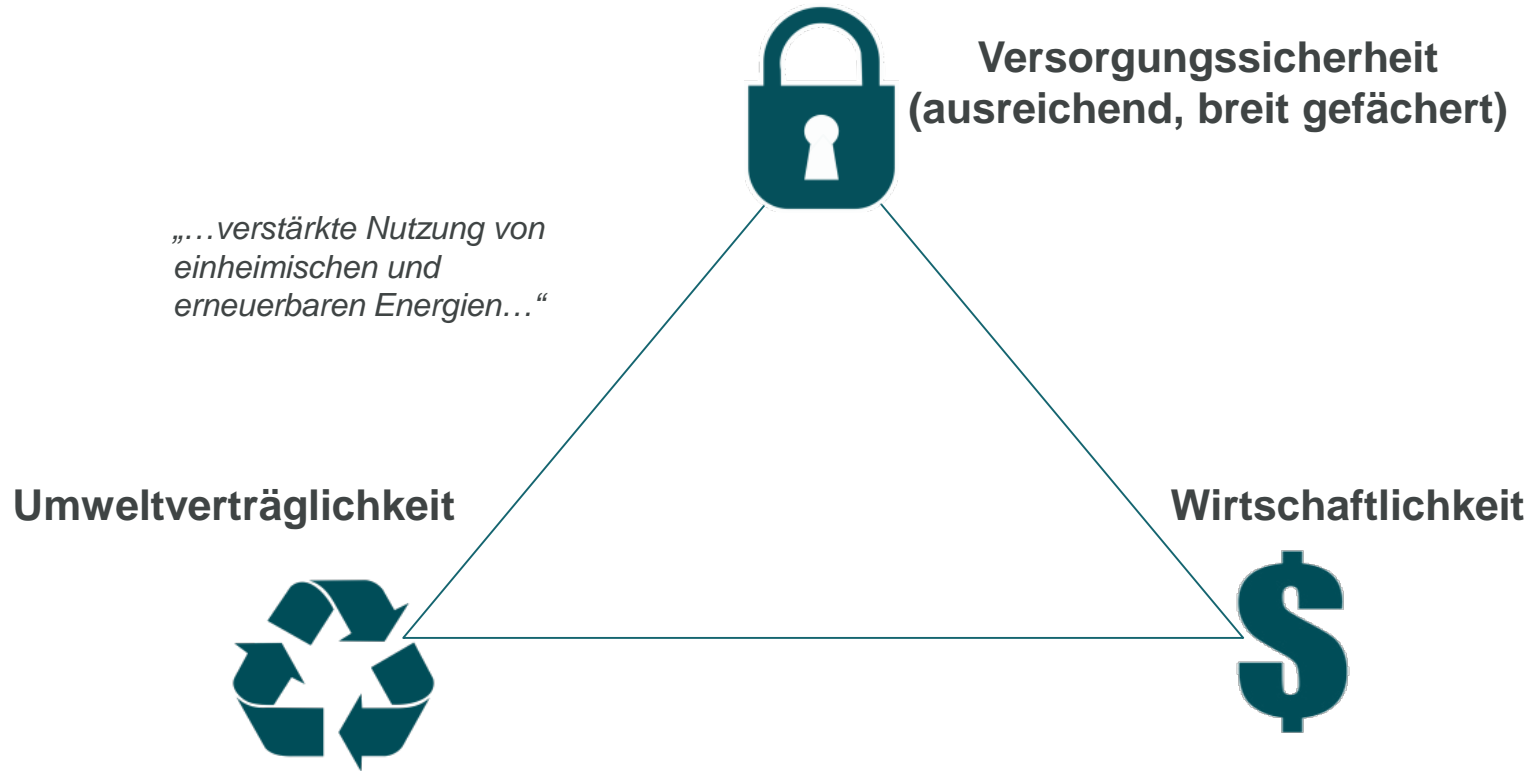 Versorgungssicherheit
(ausreichend, breit gefächert)
„…verstärkte Nutzung von
einheimischen und
erneuerbaren Energien…“
Umweltverträglichkeit
Wirtschaftlichkeit
$